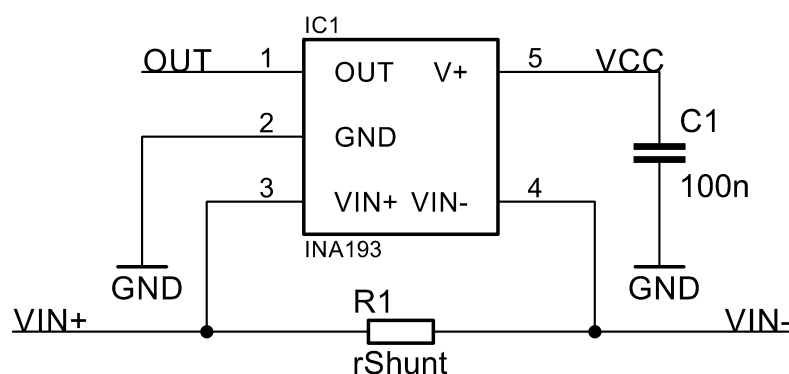 IC1
OUT 1 OUT V+ 5 VCC
2 GND
C1
100n
3 VIN+ VIN- 4
INA193
GND GND
R1
VIN+ VIN-
rShunt